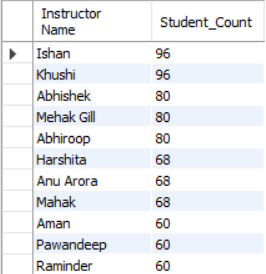 Instructor
Name Student_Count
Ishan 96
Khushi 96
Abhishek 80
Mehak Gill 80
Abhiroop 80
Harshita 68
Anu Arora 68
Mahak 68
Aman 60
Pawandeep 60
Raminder 60